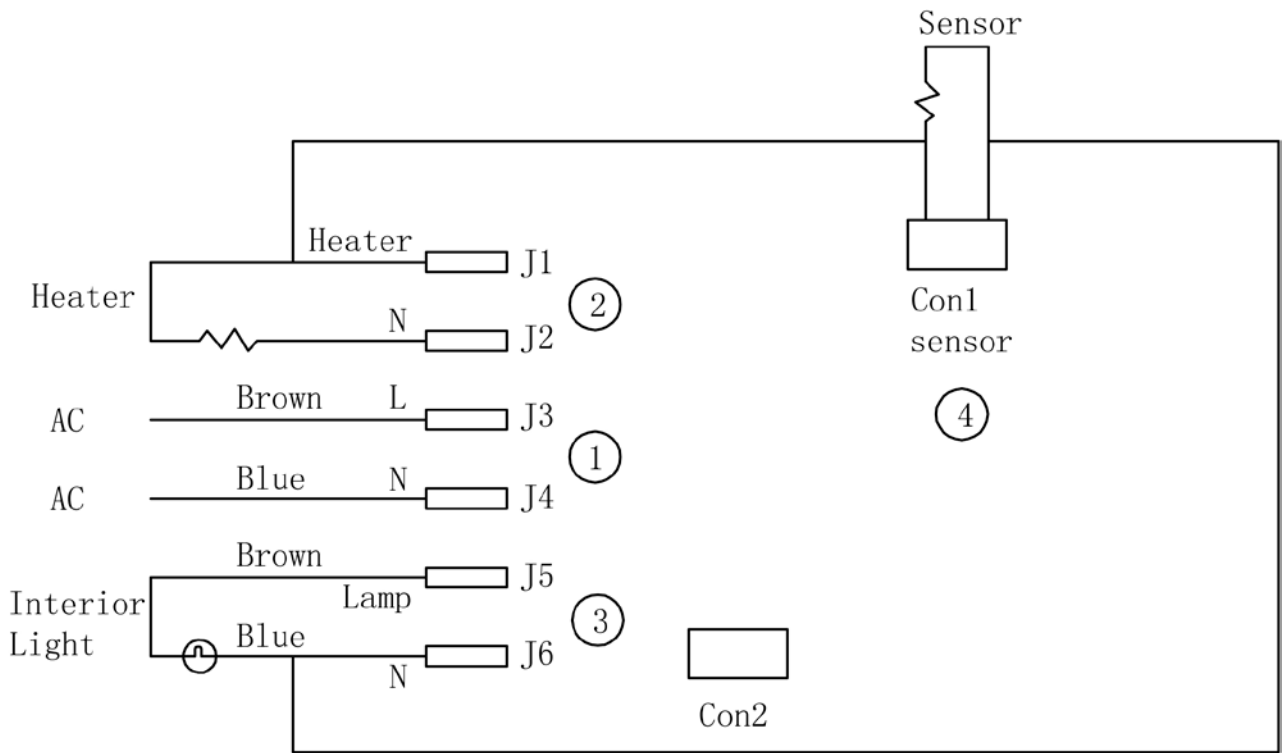 Sensor
Heater
J1
Heater
2
N
J2
Con1
sensor
Brown
L
J3
AC
4
1
Blue
N
J4
AC
Brown
J5
Lamp
Interior
Light
3
Blue
J6
N
Con2